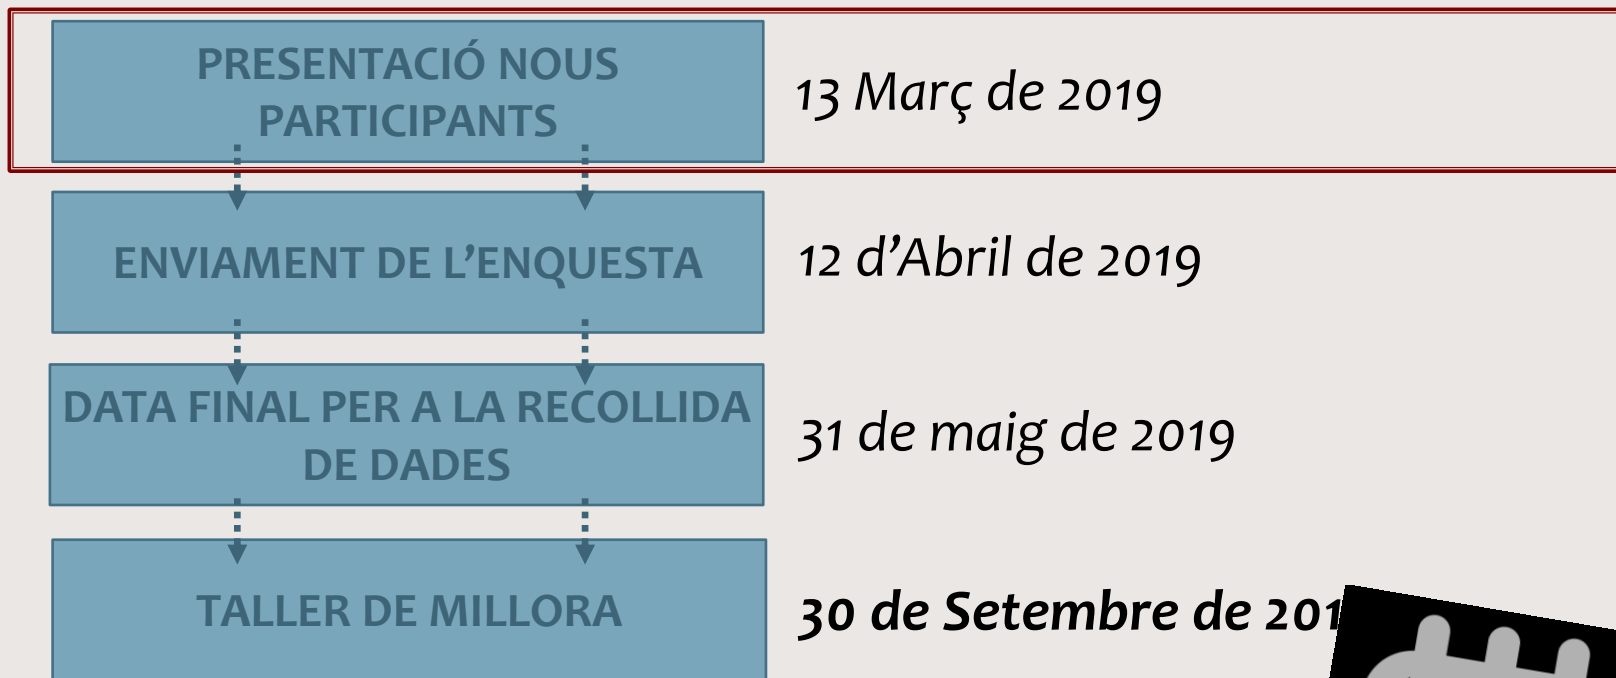 PRESENTACIÓ NOUS
PARTICIPANTS
13 Març de 2019
ENVIAMENT DE L’ENQUESTA
12 d’Abril de 2019
DATA FINAL PER A LA RECOLLIDA
DE DADES
31 de maig de 2019
TALLER DE MILLORA
30 de Setembre de